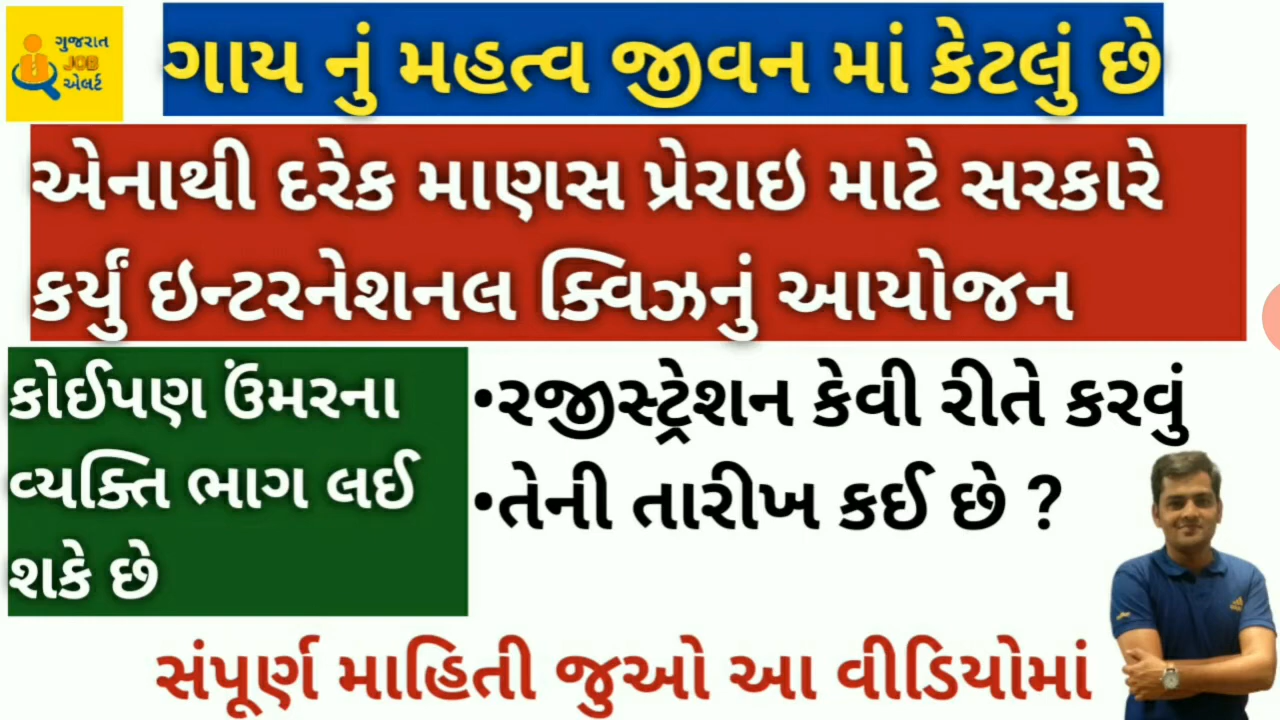 ગુજરાત
JOB
એલર્ટ
ગાય નું મહત્વ જીવન માં કેટલું છે
એનાથી દરેક માણસ પ્રેરાઇ માટે સરકારે
કર્યું ઇન્ટરનેશનલ ક્વિઝનું આયોજન
કોઈપણ ઉંમરના
વ્યક્તિ ભાગ લઈ
શકે છે
•રજીસ્ટ્રેશન કેવી રીતે કરવું
•તેની તારીખ કઈ છે ?
સંપૂર્ણ માહિતી જુઓ આ વીડિયોમાં